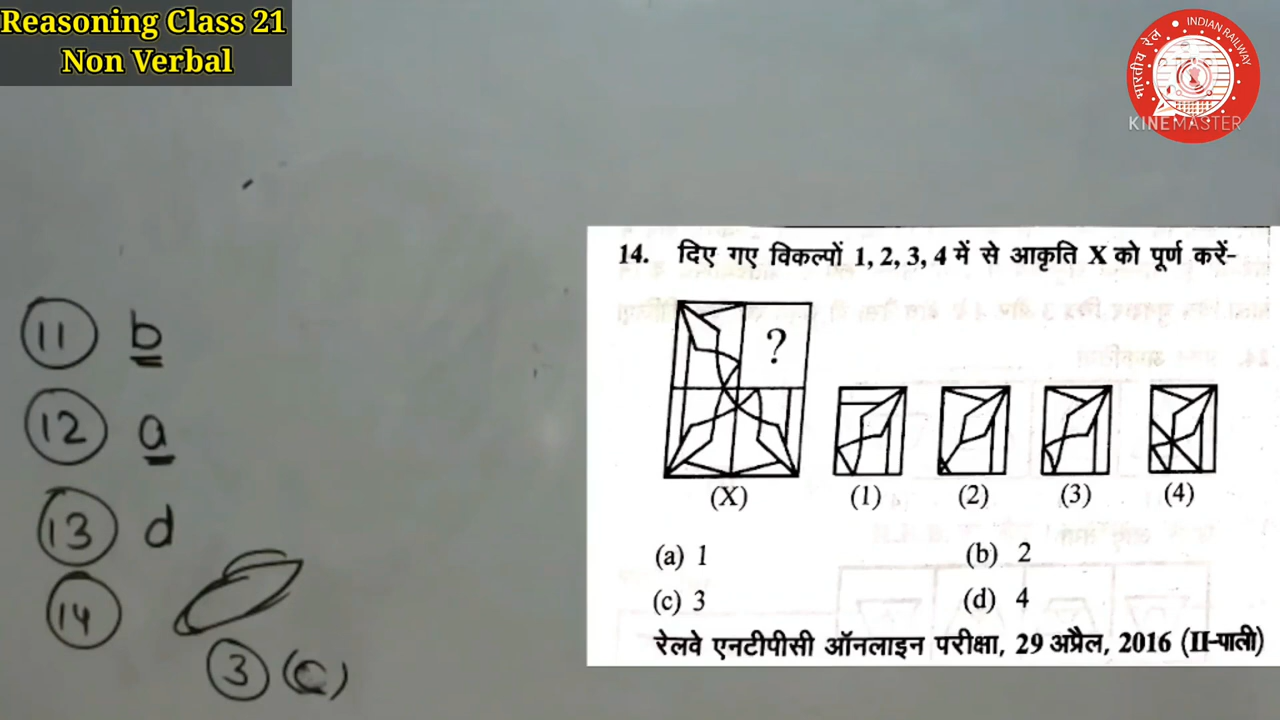 Reasoning Class 21
Non Verbal
भारतीय रेल INDIAN RAILWAY
KINEMASTER
14. दिए गए विकल्पों 1, 2, 3, 4 में से आकृति X को पूर्ण करें-
?
(X) (1) (2) (3) (4)
(a) 1 (b) 2
(c) 3 (d) 4
रेलवे एनटीपीसी ऑनलाइन परीक्षा, 29 अप्रैल, 2016 (II-पाली)
11 b
12 a
13 d
14
3 (c)